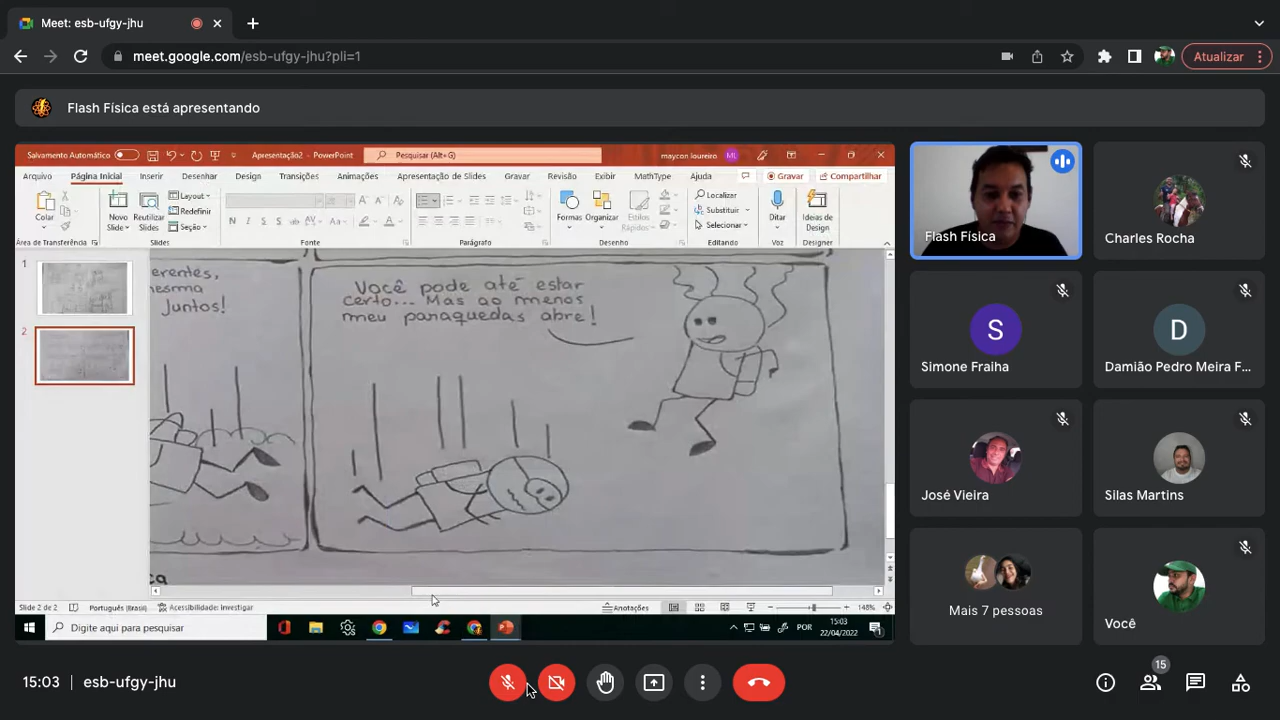 Meet: esb-ufgy-jhu
meet.google.com/esb-ufgy-jhu?pli=1
Atualizar
Flash Física está apresentando
Salvamento Automático
Apresentação2 - PowerPoint
Pesquisar (Alt+G)
maycon loureiro
ML
Arquivo
Página Inicial
Inserir
Desenhar
Design
Transições
Animações
Apresentação de Slides
Gravar
Revisão
Exibir
MathType
Ajuda
Gravar
Compartilhar
Colar
Novo Slide
Reutilizar Slides
Layout
Redefinir
Seção
Formas
Organizar
Estilos Rápidos
Localizar
Substituir
Selecionar
Ditar
Ideas de Design
Área de Transferência
Slides
Fonte
Parágrafo
Desenho
Editando
Voz
Designer
1
2
erentes,
mesma
juntos!
Você pode até estar
certo... Mas ao menos
meu paraquedas abre!
ca
Slide 2 de 2
Português (Brasil)
Acessibilidade: investigar
Anotações
148%
Digite aqui para pesquisar
POR
15:03
22/04/2022
Flash Física
Charles Rocha
S
Simone Fraiha
D
Damião Pedro Meira F...
José Vieira
Silas Martins
Mais 7 pessoas
Você
15:03
esb-ufgy-jhu
15